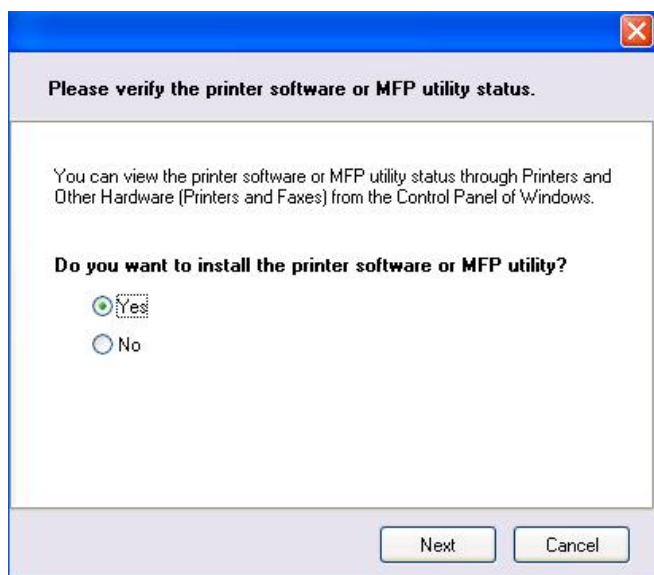 Please verify the printer software or MFP utility status.
You can view the printer software or MFP utility status through Printers and
Other Hardware (Printers and Faxes) from the Control Panel of Windows.
Do you want to install the printer software or MFP utility?
Yes
No
Next Cancel